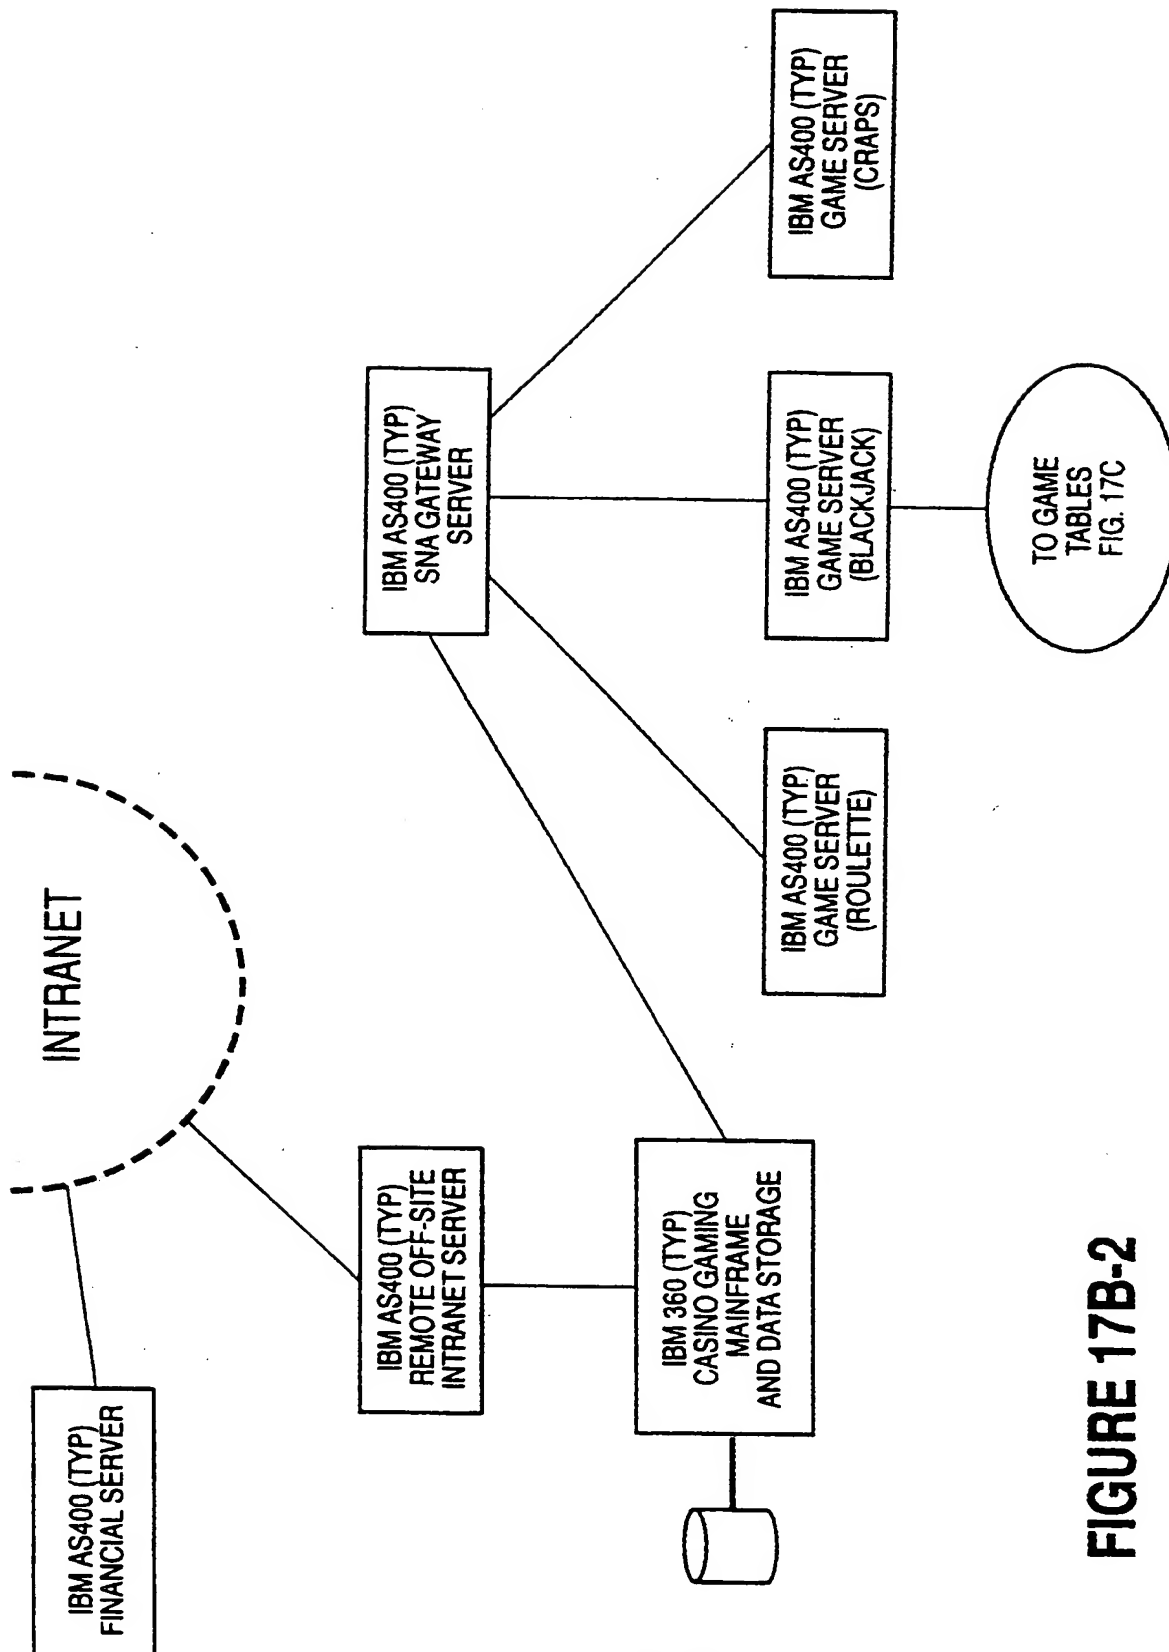 INTRANET
IBM AS400 (TYP)
FINANCIAL SERVER
IBM AS400 (TYP)
REMOTE OFF-SITE
INTRANET SERVER
IBM AS400 (TYP)
SNA GATEWAY
SERVER
IBM 360 (TYP)
CASINO GAMING
MAINFRAME
AND DATA STORAGE
IBM AS400 (TYP)
GAME SERVER
(ROULETTE)
IBM AS400 (TYP)
GAME SERVER
(BLACKJACK)
IBM AS400 (TYP)
GAME SERVER
(CRAPS)
TO GAME
TABLES
FIG. 17C
FIGURE 17B-2